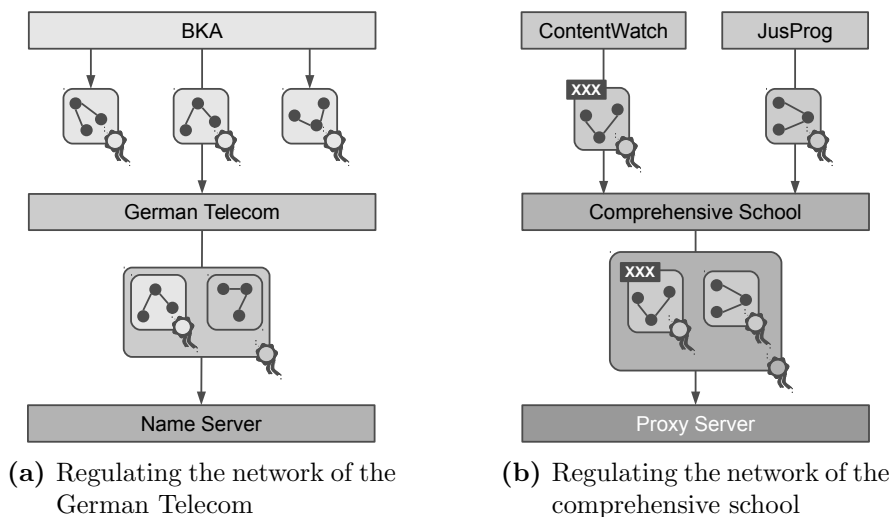 BKA
German Telecom
Name Server
(a) Regulating the network of the
German Telecom
ContentWatch
JusProg
XXX
Comprehensive School
XXX
Proxy Server
(b) Regulating the network of the
comprehensive school